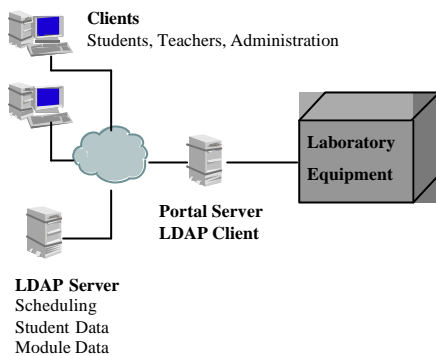 Clients
Students, Teachers, Administration
Laboratory
Equipment
Portal Server
LDAP Client
LDAP Server
Scheduling
Student Data
Module Data